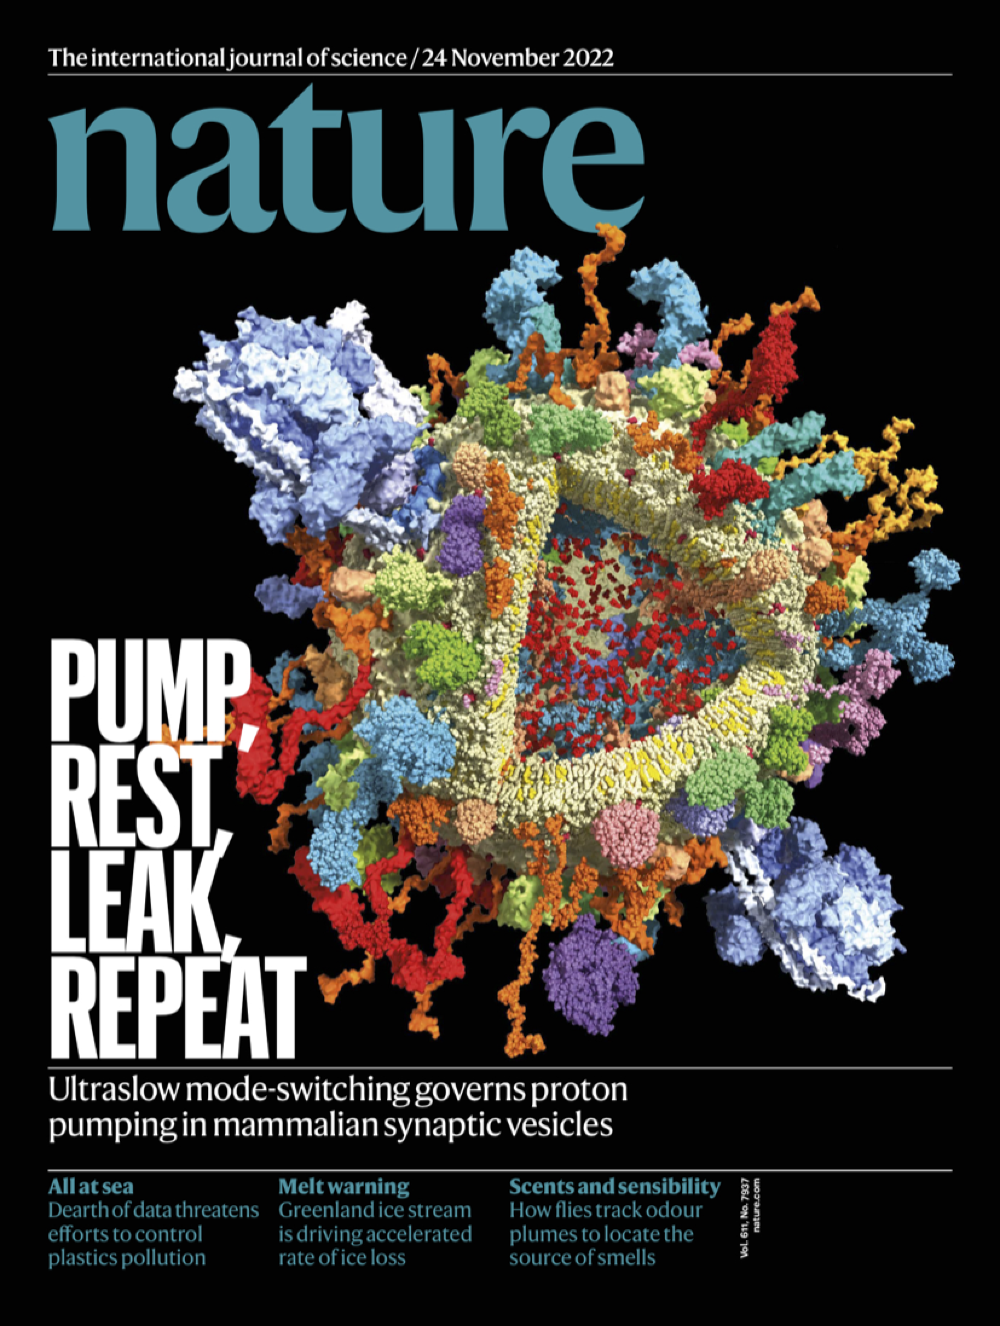 The international journal of science / 24 November 2022
nature
PUMP,
REST,
LEAK,
REPEAT
Ultraslow mode-switching governs proton
pumping in mammalian synaptic vesicles
All at sea
Dearth of data threatens
efforts to control
plastics pollution
Melt warning
Greenland ice stream
is driving accelerated
rate of ice loss
Scents and sensibility
How flies track odour
plumes to locate the
source of smells
Vol. 611, No. 7937
nature.com